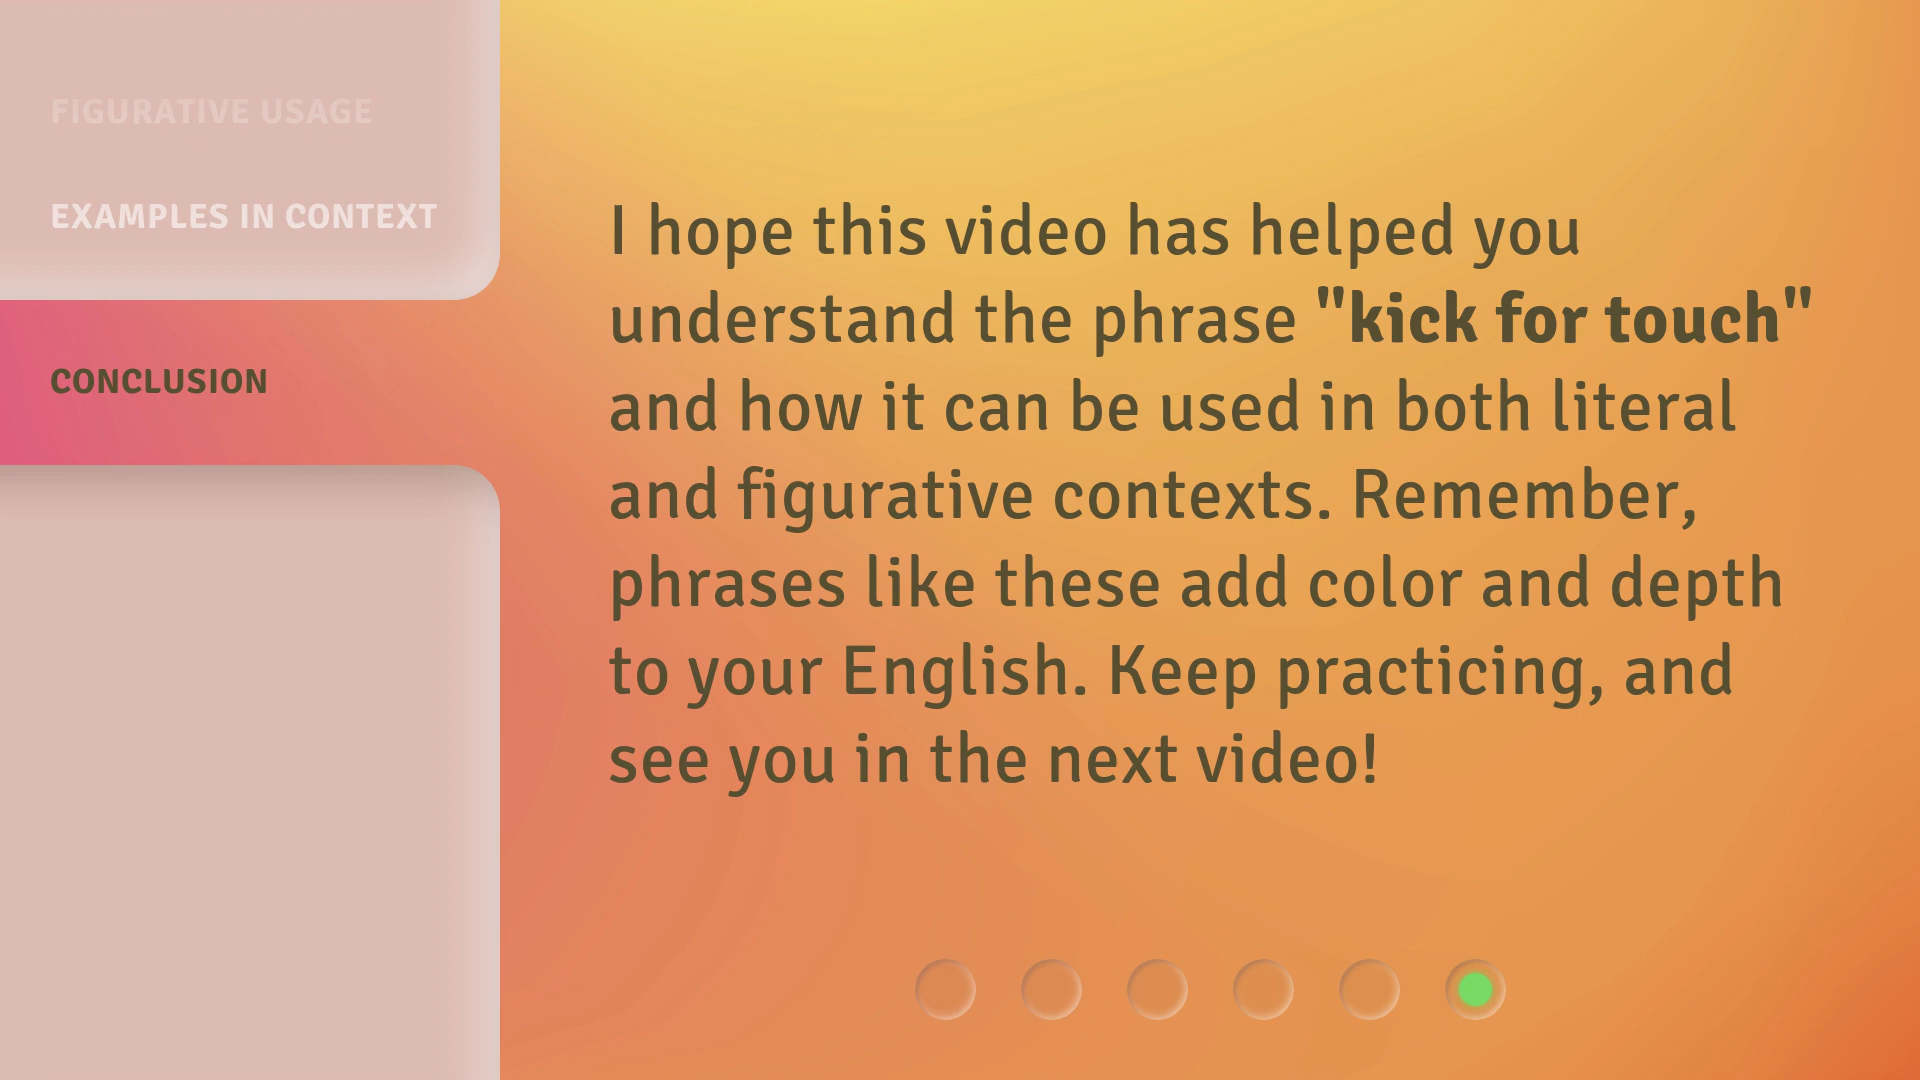 FIGURATIVE USAGE
EXAMPLES IN CONTEXT
CONCLUSION
I hope this video has helped you
understand the phrase "kick for touch"
and how it can be used in both literal
and figurative contexts. Remember,
phrases like these add color and depth
to your English. Keep practicing, and
see you in the next video!